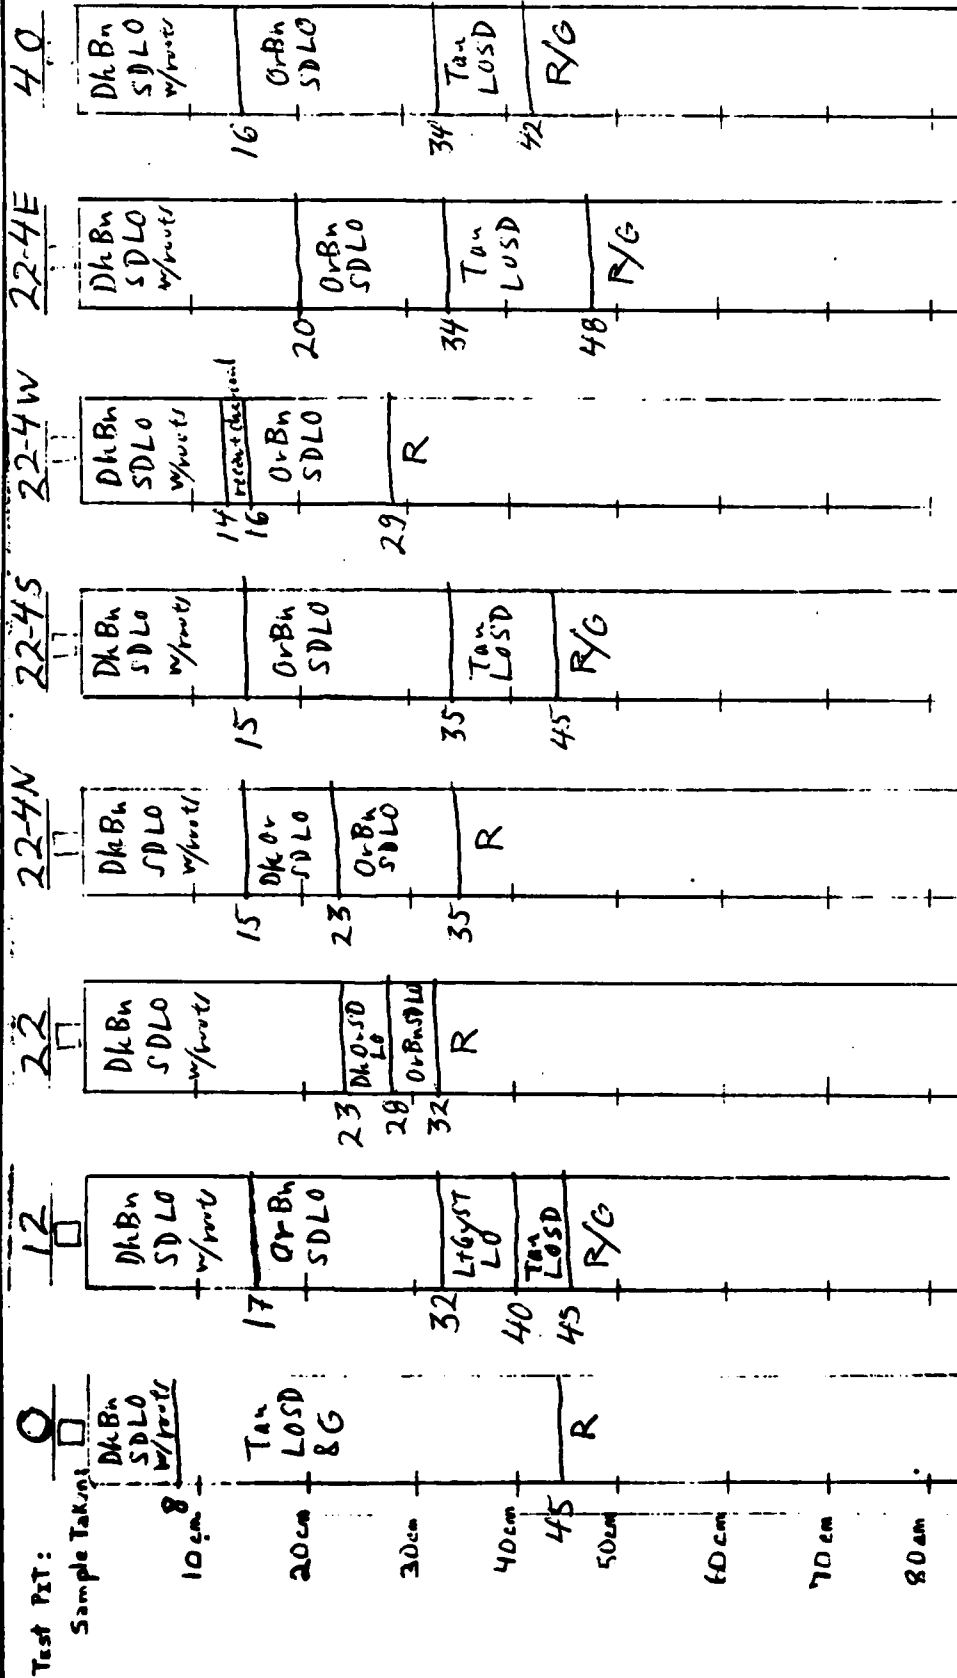 Test PIT:
Sample Taken:
10cm
20cm
30cm
40cm
50cm
60cm
70cm
80cm
0
DkBn
SDLO
w/roots
8
Tan
LOSD
&G
45
R
12
DkBn
SDLO
w/roots
17
OrBn
SDLO
32
LtGyST
LO
40
Tan
LOSD
45
R/G
22
DkBn
SDLO
w/roots
23
DkOrSD
LO
28
OrBnSDLO
32
R
22-4N
DkBn
SDLO
w/roots
15
DkOr
SDLO
23
OrBn
SDLO
35
R
22-4S
DkBn
SDLO
w/roots
15
OrBn
SDLO
35
Tan
LOSD
45
R/G
22-4W
DkBn
SDLO
w/roots
14
recent charcoal
16
OrBn
SDLO
29
R
22-4E
DkBn
SDLO
w/roots
20
OrBn
SDLO
34
Tan
LOSD
48
R/G
40
DkBn
SDLO
w/roots
16
OrBn
SDLO
34
Tan
LOSD
42
R/G